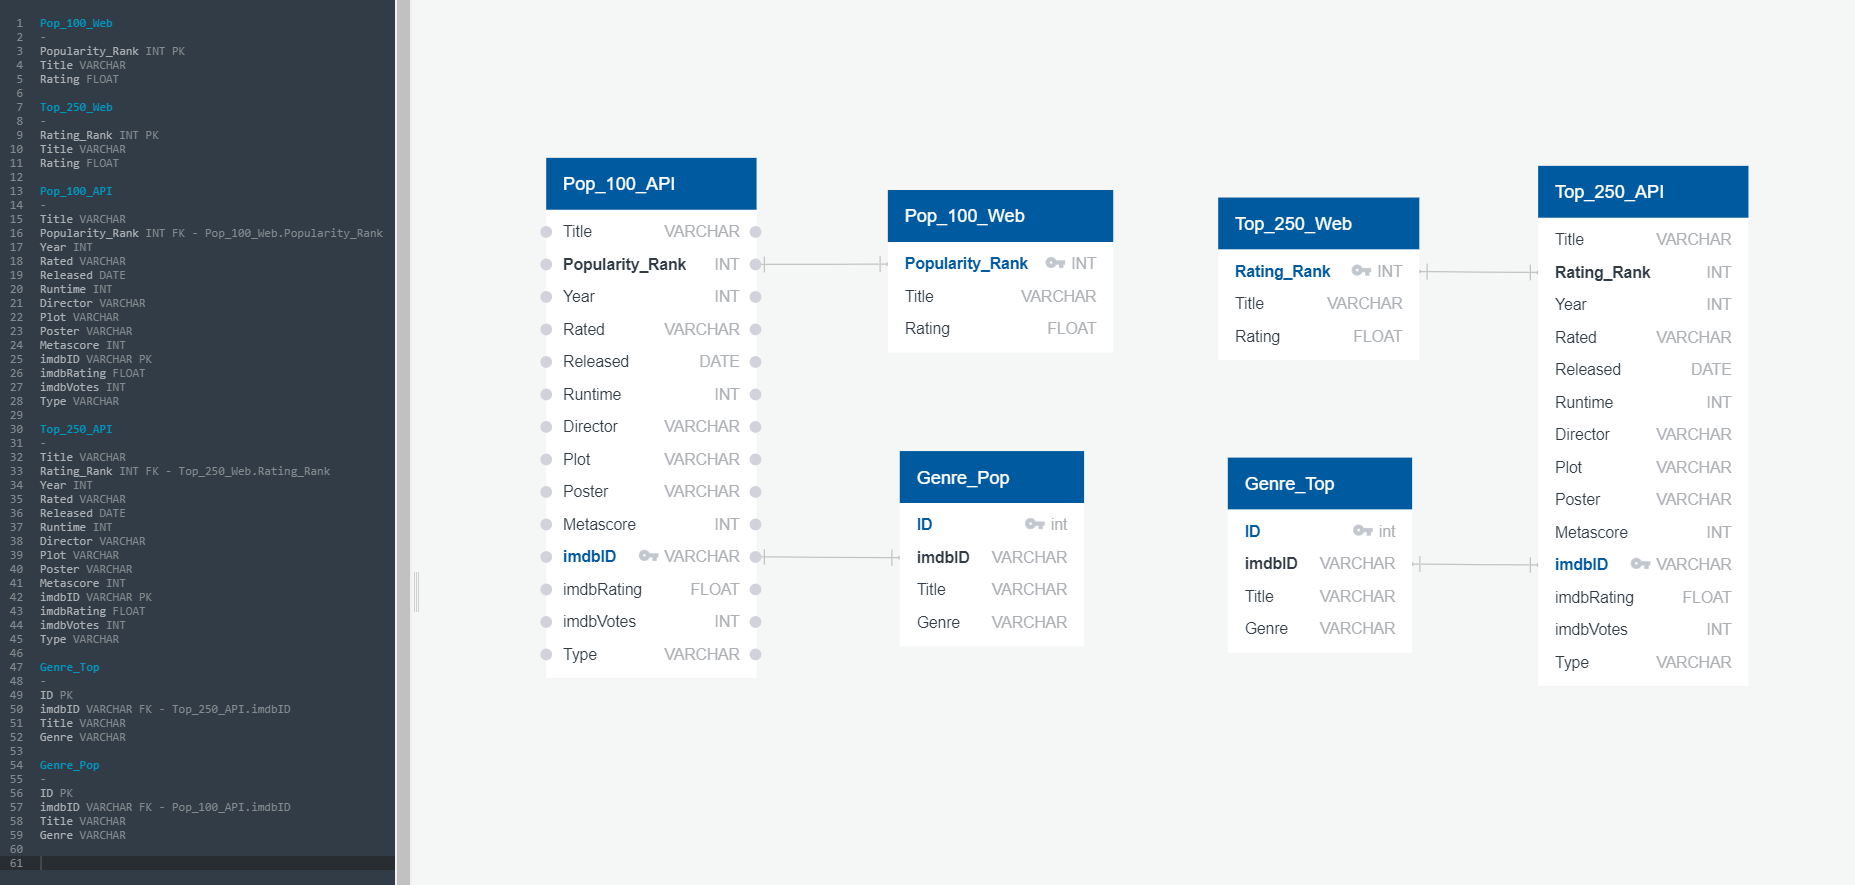 1 Pop_100_Web
2 -
3 Popularity_Rank INT PK
4 Title VARCHAR
5 Rating FLOAT
6
7 Top_250_Web
8 -
9 Rating_Rank INT PK
10 Title VARCHAR
11 Rating FLOAT
12
13 Pop_100_API
14 -
15 Title VARCHAR
16 Popularity_Rank INT FK - Pop_100_Web.Popularity_Rank
17 Year INT
18 Rated VARCHAR
19 Released DATE
20 Runtime INT
21 Director VARCHAR
22 Plot VARCHAR
23 Poster VARCHAR
24 Metascore INT
25 imdbID VARCHAR PK
26 imdbRating FLOAT
27 imdbVotes INT
28 Type VARCHAR
29
30 Top_250_API
31 -
32 Title VARCHAR
33 Rating_Rank INT FK - Top_250_Web.Rating_Rank
34 Year INT
35 Rated VARCHAR
36 Released DATE
37 Runtime INT
38 Director VARCHAR
39 Plot VARCHAR
40 Poster VARCHAR
41 Metascore INT
42 imdbID VARCHAR PK
43 imdbRating FLOAT
44 imdbVotes INT
45 Type VARCHAR
46
47 Genre_Top
48 -
49 ID PK
50 imdbID VARCHAR FK - Top_250_API.imdbID
51 Title VARCHAR
52 Genre VARCHAR
53
54 Genre_Pop
55 -
56 ID PK
57 imdbID VARCHAR FK - Pop_100_API.imdbID
58 Title VARCHAR
59 Genre VARCHAR
60
61
Pop_100_API
Title VARCHAR
Popularity_Rank INT
Year INT
Rated VARCHAR
Released DATE
Runtime INT
Director VARCHAR
Plot VARCHAR
Poster VARCHAR
Metascore INT
imdbID VARCHAR
imdbRating FLOAT
imdbVotes INT
Type VARCHAR
Pop_100_Web
Popularity_Rank INT
Title VARCHAR
Rating FLOAT
Genre_Pop
ID int
imdbID VARCHAR
Title VARCHAR
Genre VARCHAR
Top_250_Web
Rating_Rank INT
Title VARCHAR
Rating FLOAT
Genre_Top
ID int
imdbID VARCHAR
Title VARCHAR
Genre VARCHAR
Top_250_API
Title VARCHAR
Rating_Rank INT
Year INT
Rated VARCHAR
Released DATE
Runtime INT
Director VARCHAR
Plot VARCHAR
Poster VARCHAR
Metascore INT
imdbID VARCHAR
imdbRating FLOAT
imdbVotes INT
Type VARCHAR